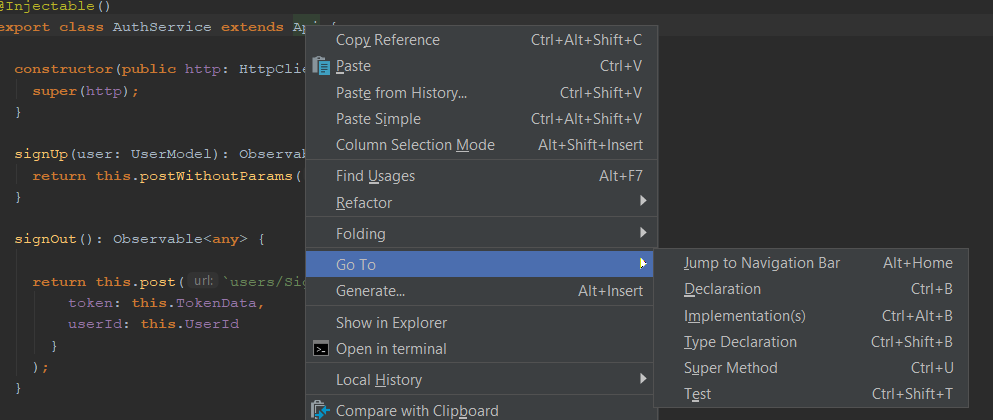 @Injectable()
export class AuthService extends Api {
constructor(public http: HttpClie
super(http);
}
signUp(user: UserModel): Observab
return this.postWithoutParams(
}
signOut(): Observable<any> {
return this.post( url: `users/Sig
token: this.TokenData,
userId: this.UserId
}
);
}
Copy Reference Ctrl+Alt+Shift+C
Paste Ctrl+V
Paste from History... Ctrl+Shift+V
Paste Simple Ctrl+Alt+Shift+V
Column Selection Mode Alt+Shift+Insert
Find Usages Alt+F7
Refactor
Folding
Go To
Generate... Alt+Insert
Show in Explorer
Open in terminal
Local History
Compare with Clipboard
Jump to Navigation Bar Alt+Home
Declaration Ctrl+B
Implementation(s) Ctrl+Alt+B
Type Declaration Ctrl+Shift+B
Super Method Ctrl+U
Test Ctrl+Shift+T